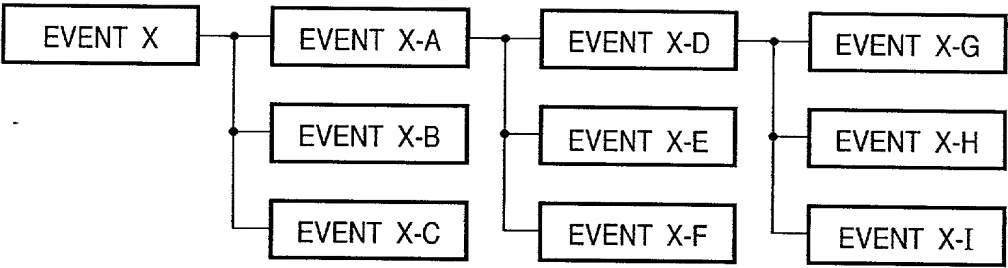 EVENT X
EVENT X-A
EVENT X-D
EVENT X-G
EVENT X-B
EVENT X-E
EVENT X-H
EVENT X-C
EVENT X-F
EVENT X-I